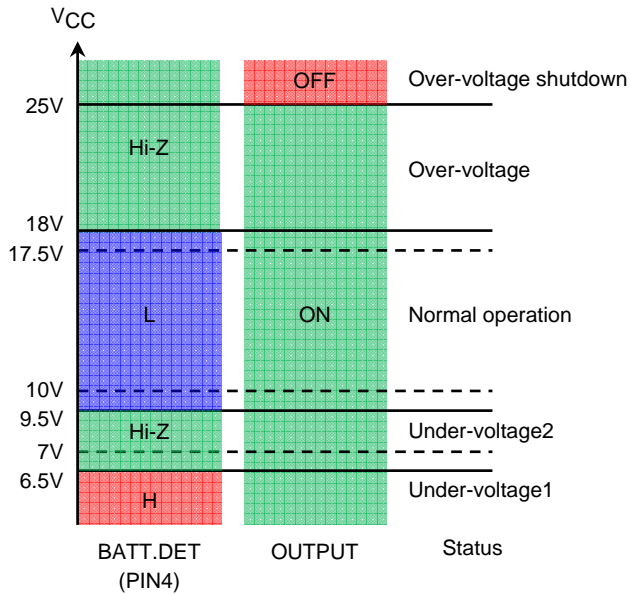 VCC
OFF
Over-voltage shutdown
25V
Hi-Z
Over-voltage
18V
17.5V
L
ON
Normal operation
10V
9.5V
Hi-Z
Under-voltage2
7V
6.5V
H
Under-voltage1
BATT.DET
(PIN4)
OUTPUT
Status